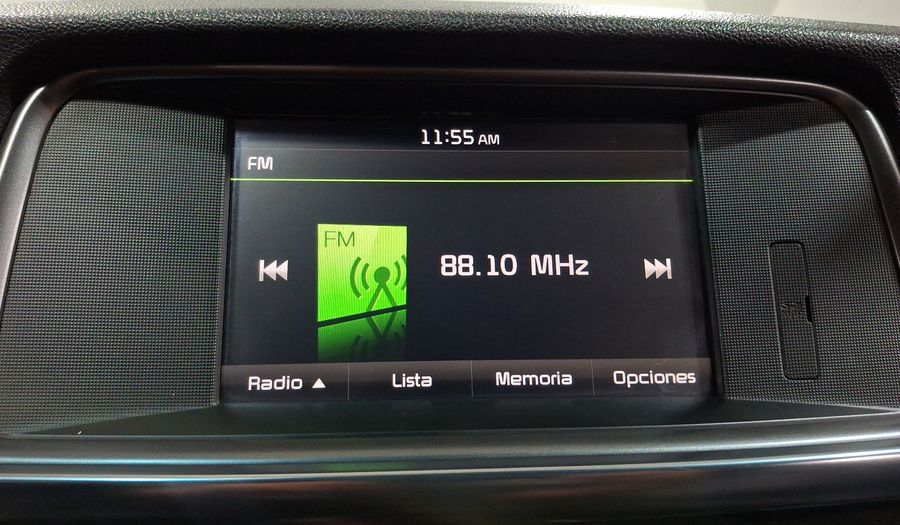 11:55 AM
FM
FM
88.10 MHz
Radio ▲ Lista Memoria Opciones